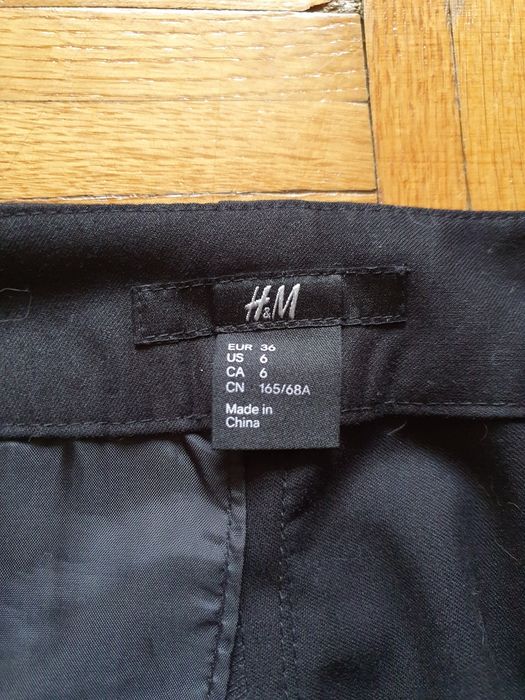 H&M
EUR 36
US 6
CA 6
CN 165/68A
Made in
China